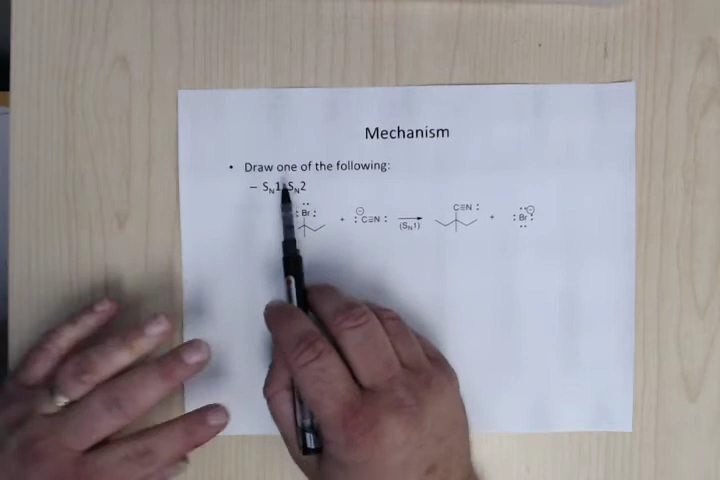 Mechanism
• Draw one of the following:
– SN1, SN2
:Br: + :C≡N: (SN1) C≡N: + :Br: